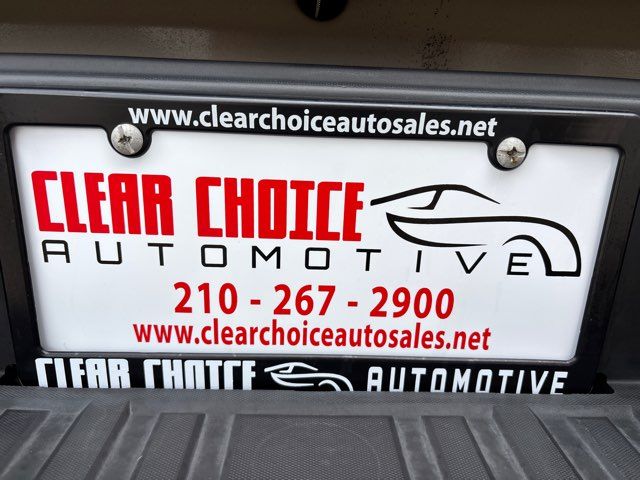 www.clearchoiceautosales.net
CLEAR CHOICE
AUTOMOTIVE
210 - 267 - 2900
www.clearchoiceautosales.net
CLEAR CHOICE AUTOMOTIVE